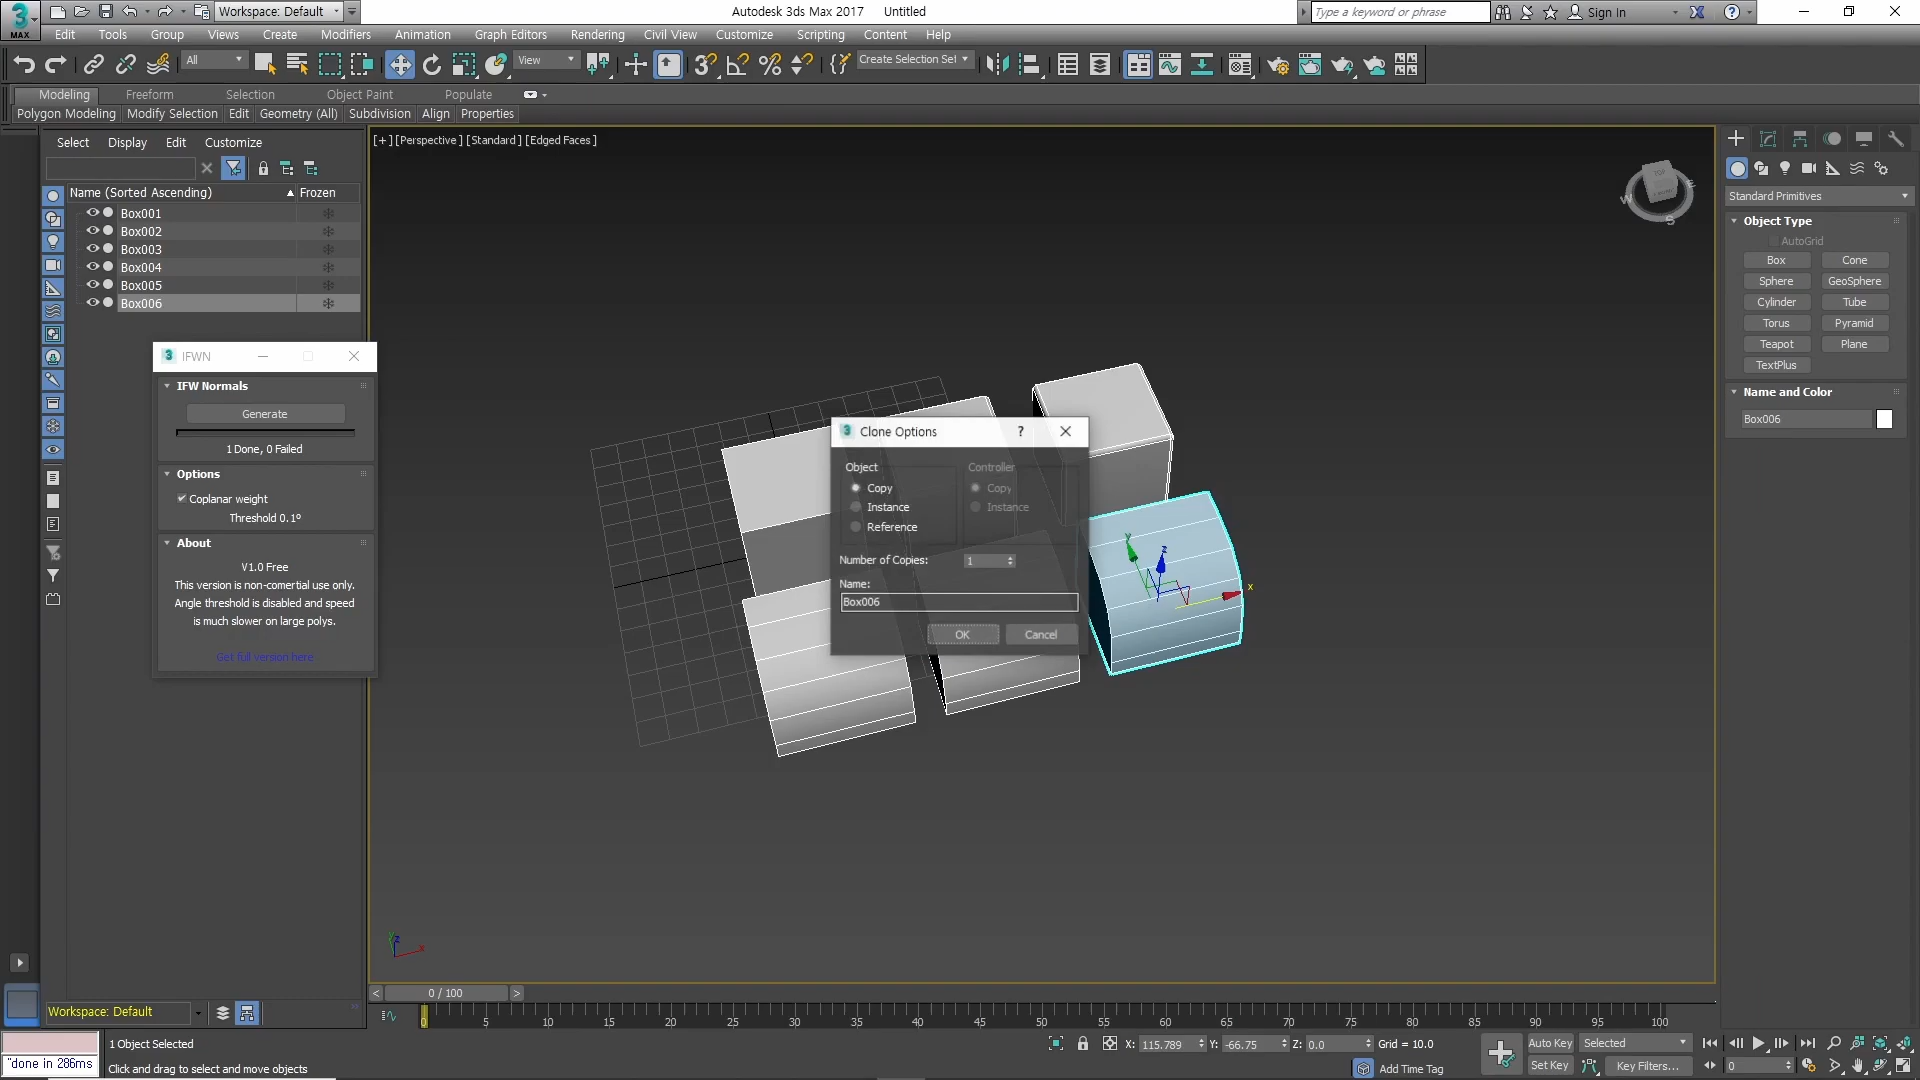 3
MAX
Workspace: Default
Autodesk 3ds Max 2017 Untitled
Type a keyword or phrase
Sign In
Edit Tools Group Views Create Modifiers Animation Graph Editors Rendering Civil View Customize Scripting Content Help
All
View
Create Selection Set
Modeling Freeform Selection Object Paint Populate
Polygon Modeling Modify Selection Edit Geometry (All) Subdivision Align Properties
Select Display Edit Customize
Name (Sorted Ascending) Frozen
Box001
Box002
Box003
Box004
Box005
Box006
3 IFWN
IFW Normals
Generate
1 Done, 0 Failed
Options
Coplanar weight
Threshold 0.1º
About
V1.0 Free
This version is non-comertial use only.
Angle threshold is disabled and speed
is much slower on large polys.
Get full version here
[+] [Perspective] [Standard] [Edged Faces]
TOP
W
S
E
3 Clone Options ?
Object Controller
Copy Copy
Instance Instance
Reference
Number of Copies: 1
Name:
Box006
OK Cancel
y
z
x
Standard Primitives
Object Type
AutoGrid
Box Cone
Sphere GeoSphere
Cylinder Tube
Torus Pyramid
Teapot Plane
TextPlus
Name and Color
Box006
z
x
0 / 100
Workspace: Default
0 5 10 15 20 25 30 35 40 45 50 55 60 65 70 75 80 85 90 95 100
1 Object Selected
X: 115.789 Y: -66.75 Z: 0.0 Grid = 10.0
Auto Key Selected
"done in 286ms
Click and drag to select and move objects
Add Time Tag
Set Key Key Filters...
0